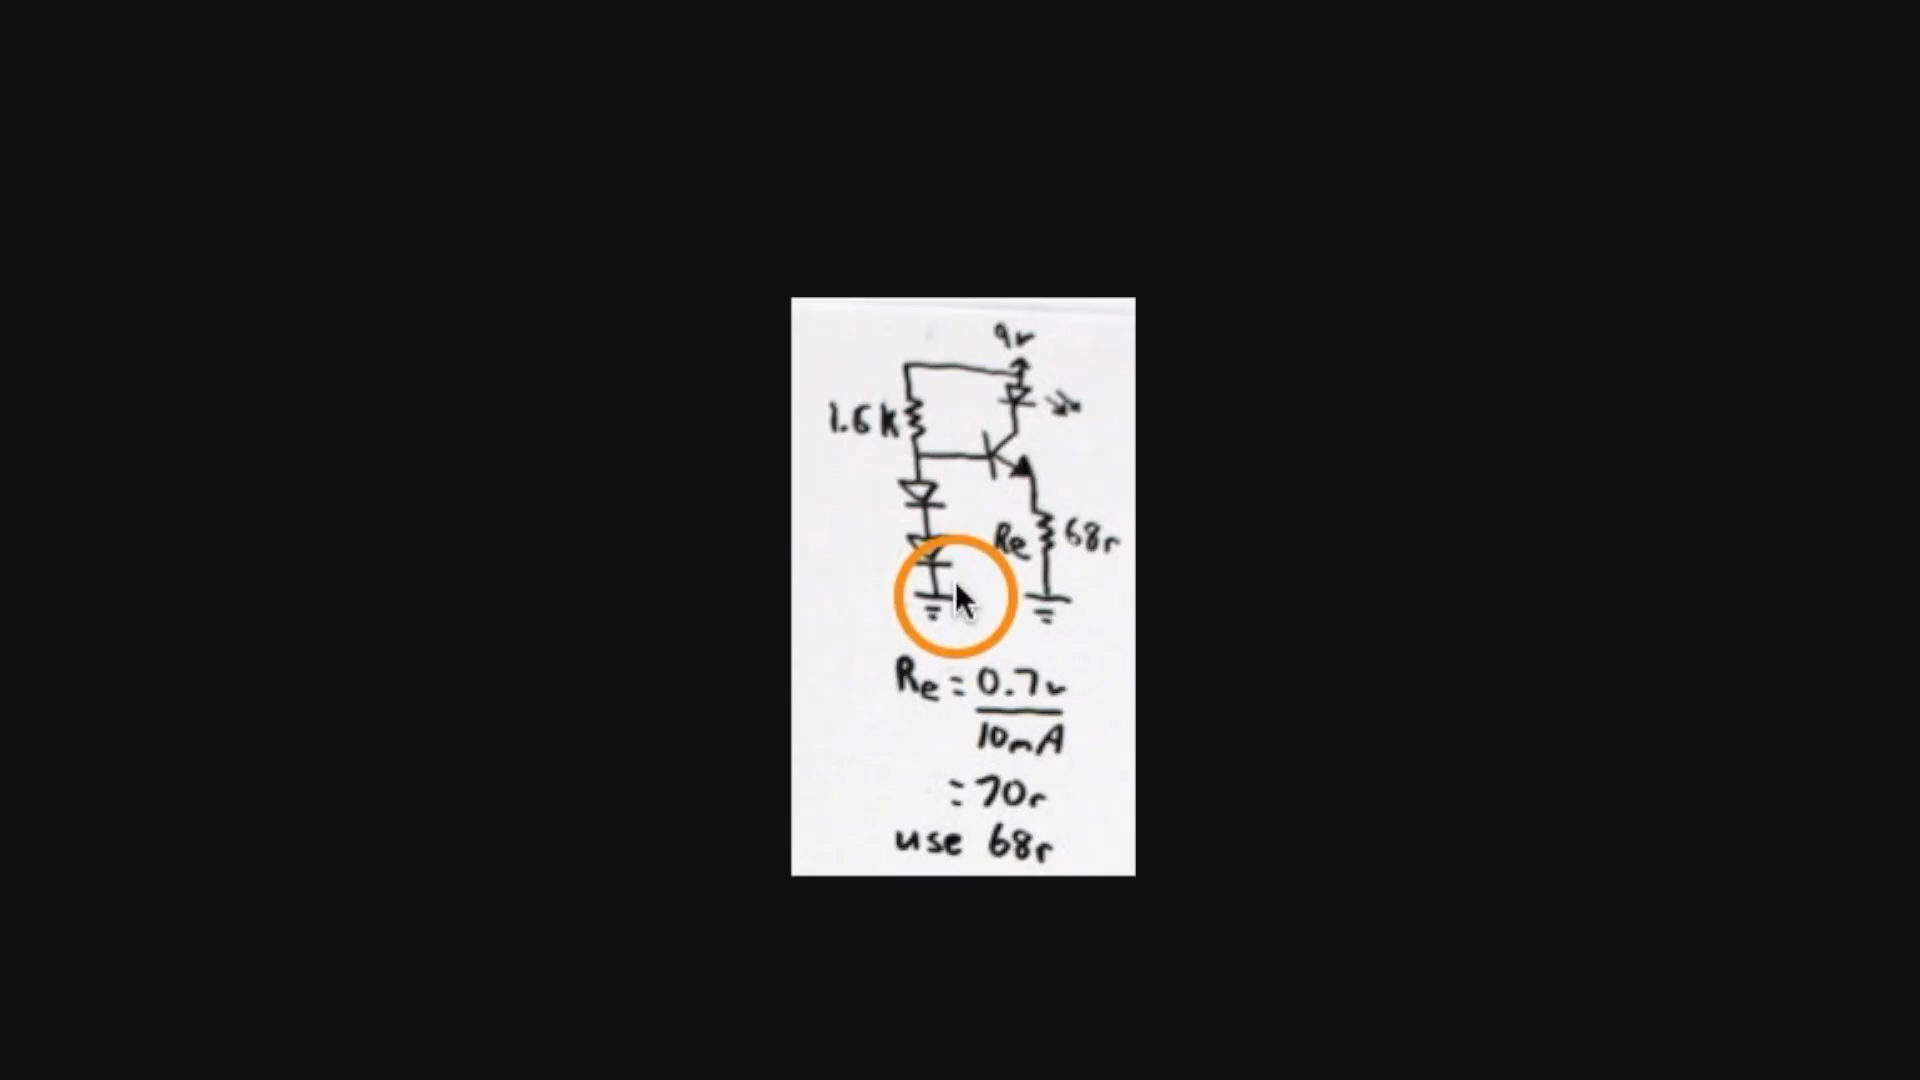 9v
1.6k
Re 68r
Re = 0.7v
10mA
= 70r
use 68r